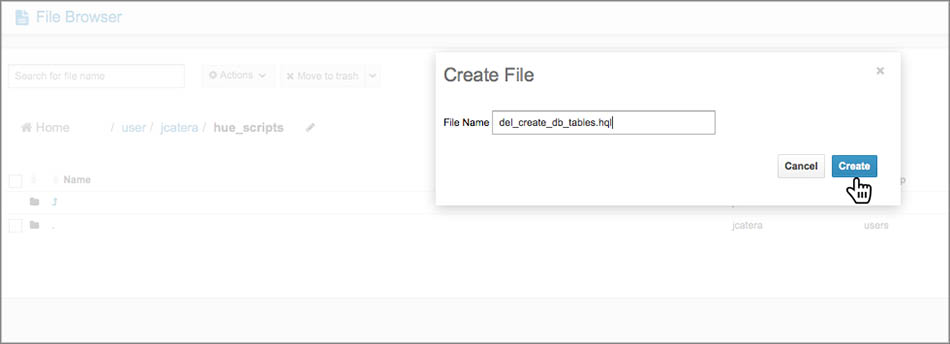 File Browser
Search for file name
Actions
Move to trash
Home / user / jcatera / hue_scripts
Name
.
jcatera users
Create File
×
File Name del_create_db_tables.hql
Cancel Create